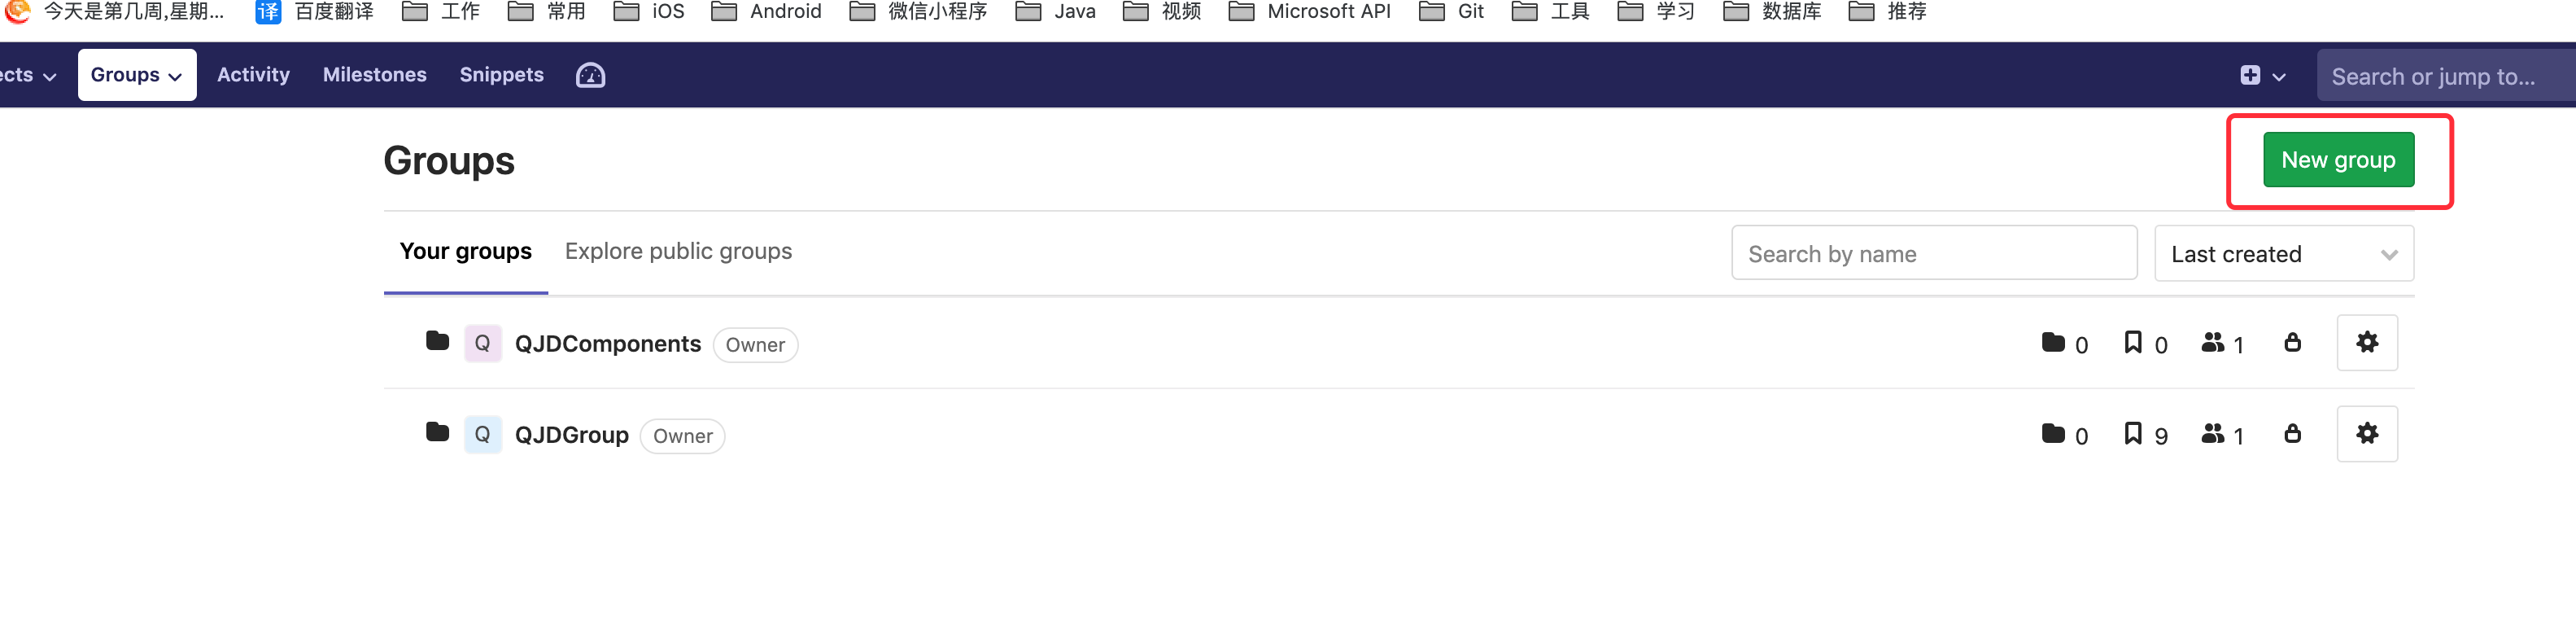 今天是第几周,星期... 译 百度翻译 工作 常用 iOS Android 微信小程序 Java 视频 Microsoft API Git 工具 学习 数据库 推荐
ects Groups Activity Milestones Snippets Search or jump to...
Groups New group
Your groups Explore public groups Search by name Last created
Q QJDComponents Owner 0 0 1
Q QJDGroup Owner 0 9 1